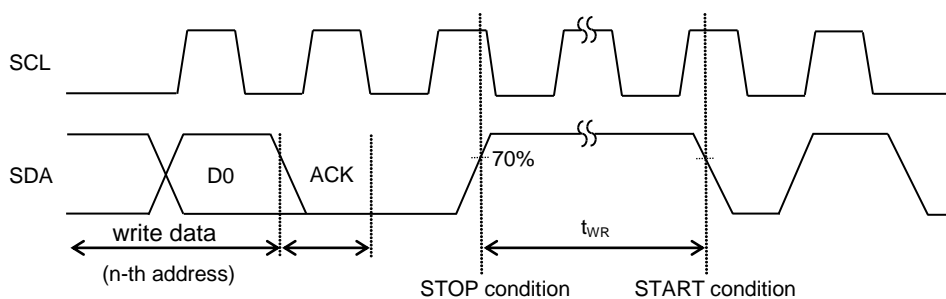 SCL
SDA
D0
ACK
70%
write data
(n-th address)
tWR
STOP condition
START condition